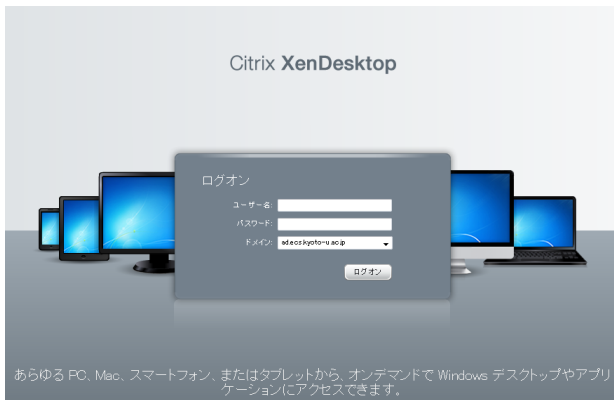 Citrix XenDesktop
ログオン
ユーザー名:
パスワード:
ドメイン: ad.ecs.kyoto-u.ac.jp
ログオン
あらゆる PC、Mac、スマートフォン、またはタブレットから、オンデマンドで Windows デスクトップやアプリ
ケーションにアクセスできます。